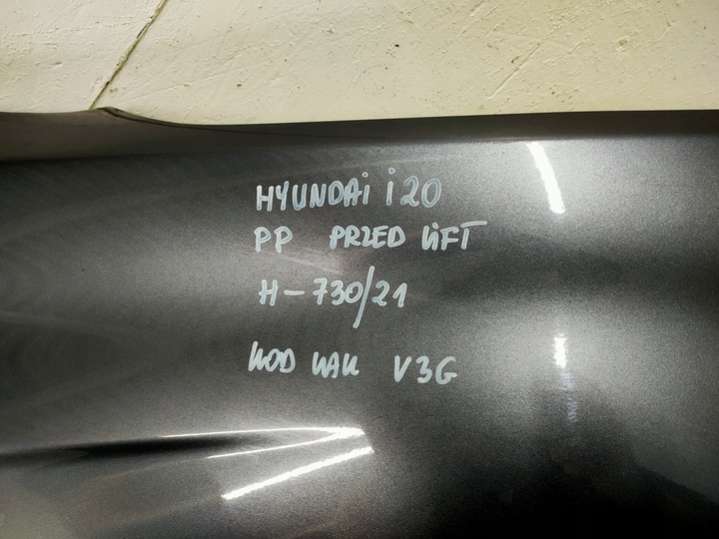 HYUNDAi i20
PP PRZED LiFT
H-730/21
KOD LAK V3G